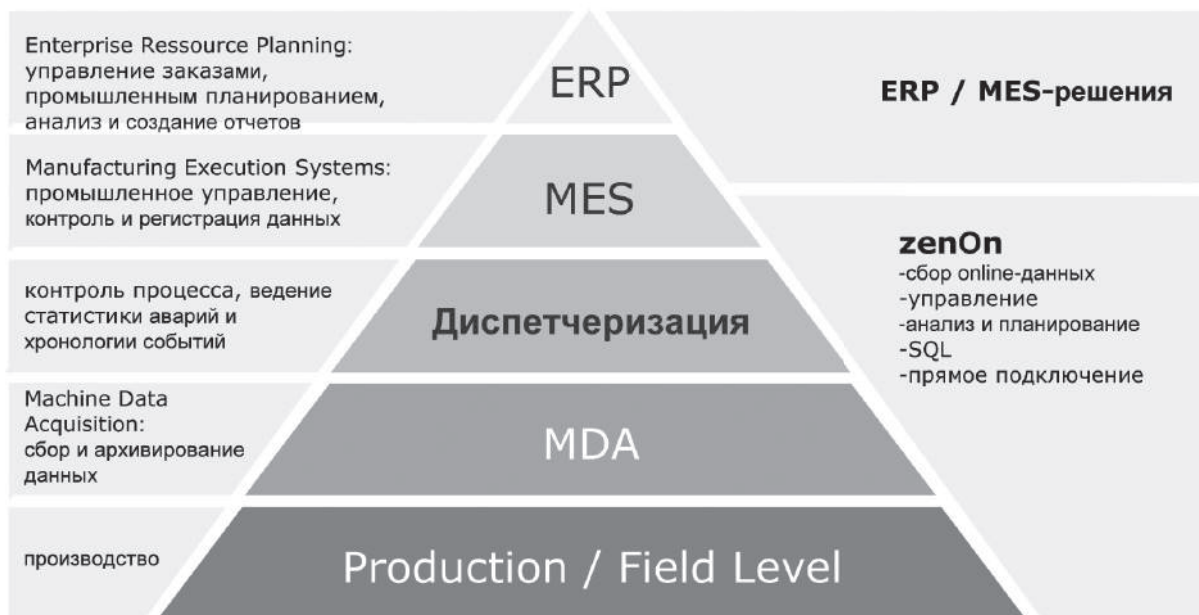 Enterprise Ressource Planning:
управление заказами,
промышленным планированием,
анализ и создание отчетов
ERP
ERP / MES-решения
Manufacturing Execution Systems:
промышленное управление,
контроль и регистрация данных
MES
zenOn
-сбор online-данных
-управление
-анализ и планирование
-SQL
-прямое подключение
контроль процесса, ведение
статистики аварий и
хронологии событий
Диспетчеризация
Machine Data
Acquisition:
сбор и архивирование
данных
MDA
производство
Production / Field Level